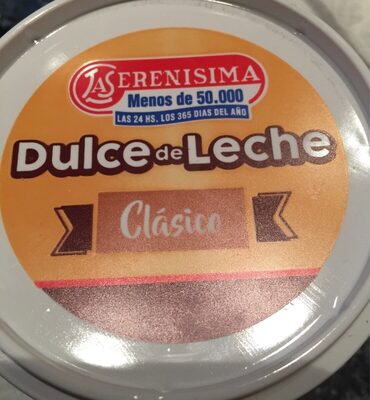 LA SERENISIMA
Menos de 50.000
LAS 24 HS. LOS 365 DIAS DEL AÑO
Dulce de Leche
Clásico